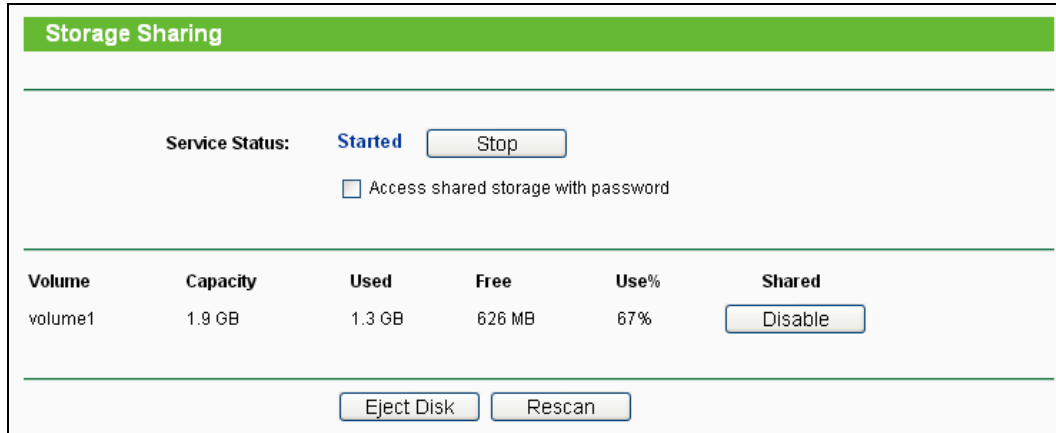 Storage Sharing
Service Status: Started Stop
Access shared storage with password
Volume Capacity Used Free Use% Shared
volume1 1.9 GB 1.3 GB 626 MB 67% Disable
Eject Disk Rescan